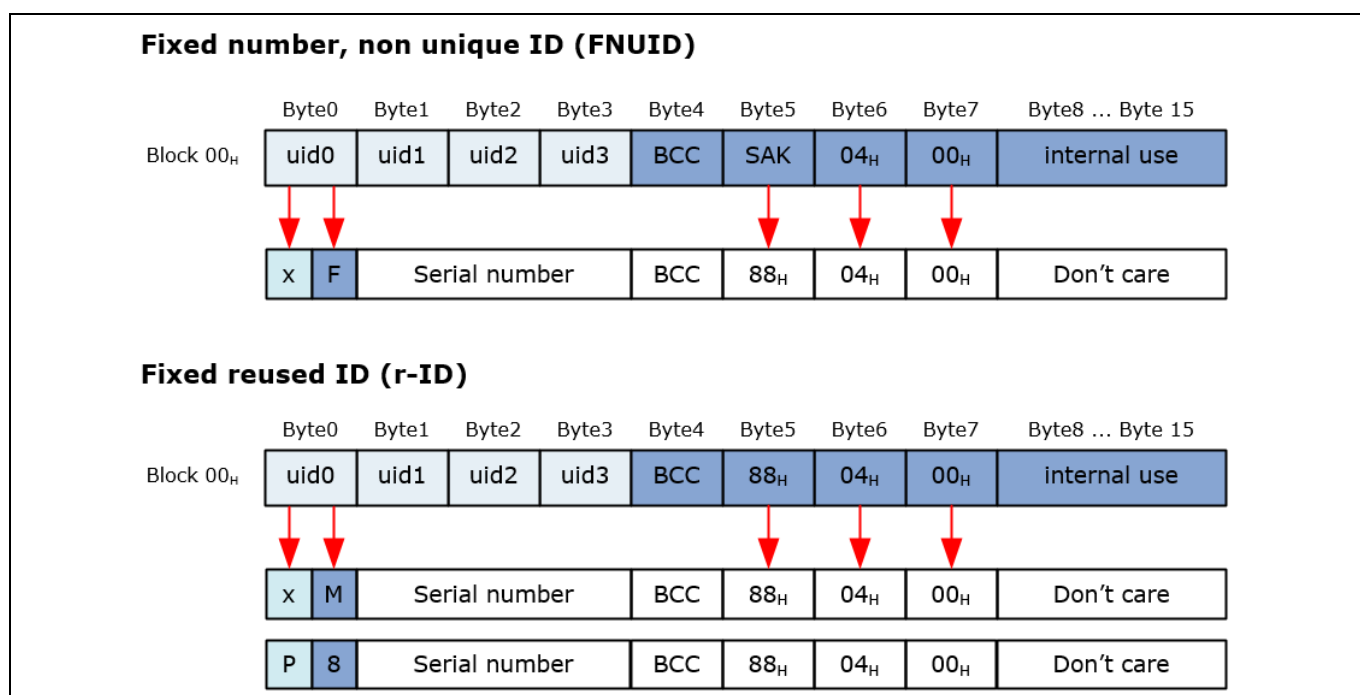 Fixed number, non unique ID (FNUID)
Byte0 Byte1 Byte2 Byte3 Byte4 Byte5 Byte6 Byte7 Byte8 ... Byte 15
Block 00H uid0 uid1 uid2 uid3 BCC SAK 04H 00H internal use
x F Serial number BCC 88H 04H 00H Don't care
Fixed reused ID (r-ID)
Byte0 Byte1 Byte2 Byte3 Byte4 Byte5 Byte6 Byte7 Byte8 ... Byte 15
Block 00H uid0 uid1 uid2 uid3 BCC 88H 04H 00H internal use
x M Serial number BCC 88H 04H 00H Don't care
P 8 Serial number BCC 88H 04H 00H Don't care